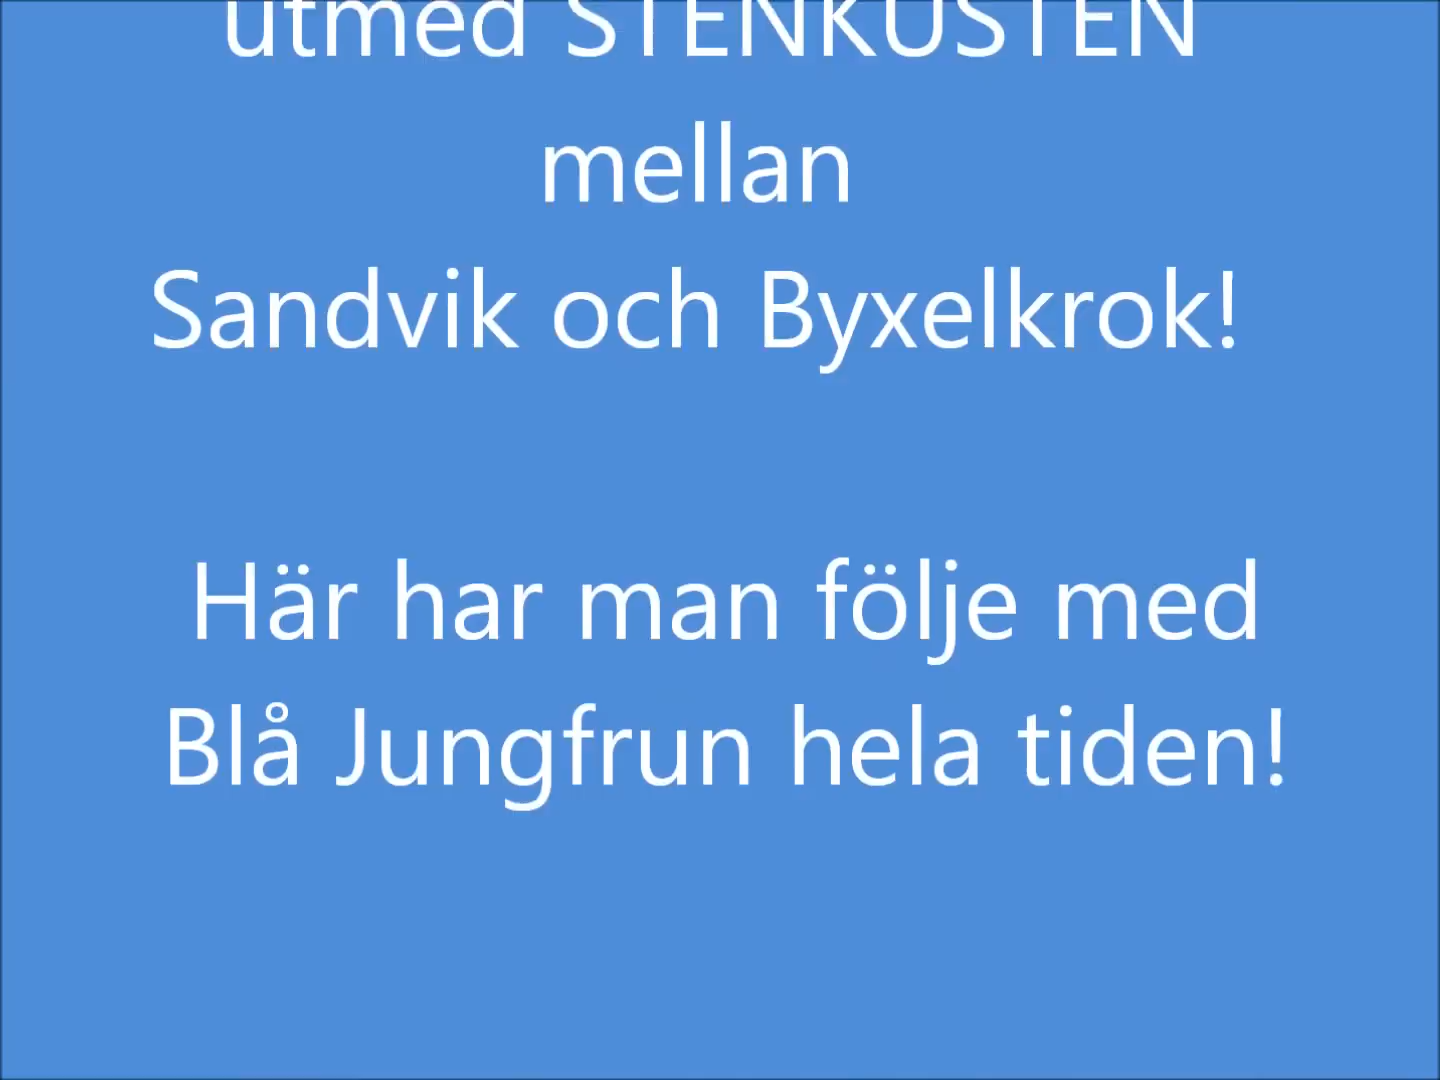 utmed STENKUSTEN
mellan
Sandvik och Byxelkrok!
Här har man följe med
Blå Jungfrun hela tiden!